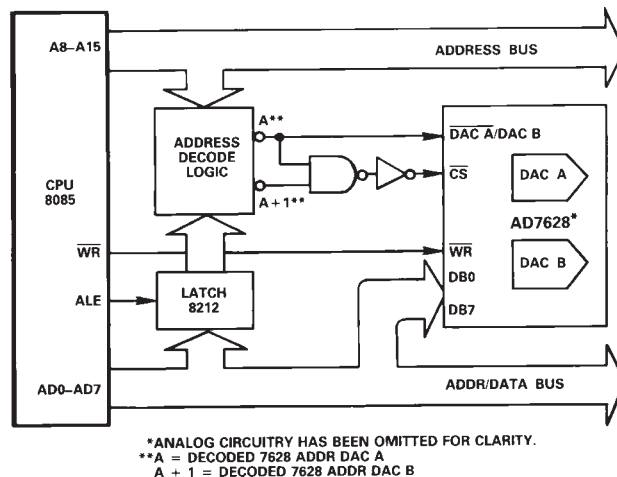 A8–A15
ADDRESS BUS
A**
ADDRESS
DECODE
LOGIC
DAC A/DAC B
CPU
8085
CS
DAC A
A + 1**
AD7628*
WR
WR
DAC B
DB0
ALE
LATCH
8212
DB7
AD0–AD7
ADDR/DATA BUS
*ANALOG CIRCUITRY HAS BEEN OMITTED FOR CLARITY.
**A = DECODED 7628 ADDR DAC A
A + 1 = DECODED 7628 ADDR DAC B